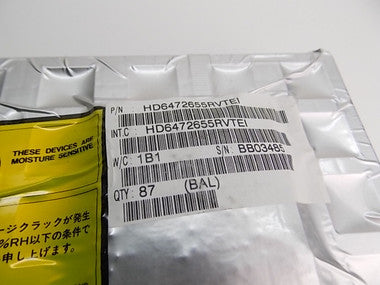 P/N : HD6472655RVTEI
INT.C : HD6472655RVTEI
W/C: 1B1 S/N: BB03485
QTY: 87 (BAL)
THESE DEVICES ARE
MOISTURE SENSITIVE
ージクラックが発生
%RH以下の条件で
申し上げます。